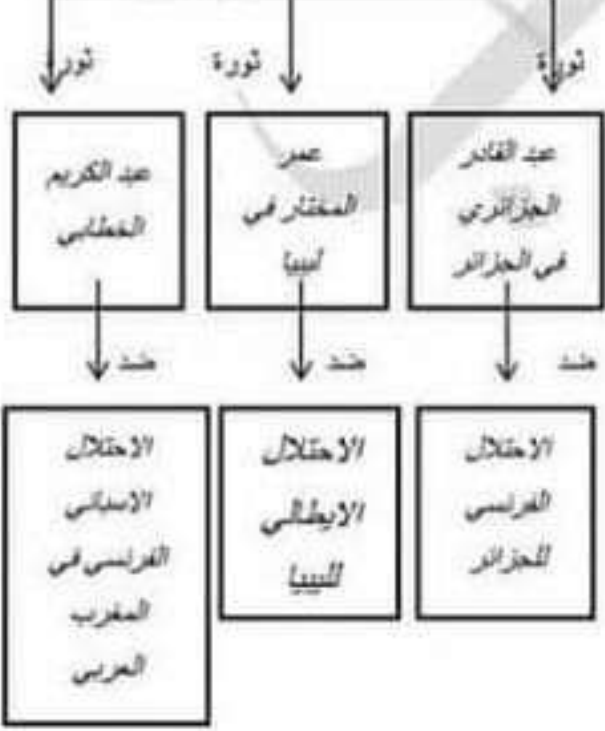 ثورة
عبد القادر
الجزائري
في الجزائر
ضد
الاحتلال
الفرنسي
للجزائر
ثورة
عمر
المختار في
ليبيا
ضد
الاحتلال
الايطالي
لليبيا
ثور
عبد الكريم
الخطابي
ضد
الاحتلال
الاسباني
الفرنسي في
المغرب
العربي